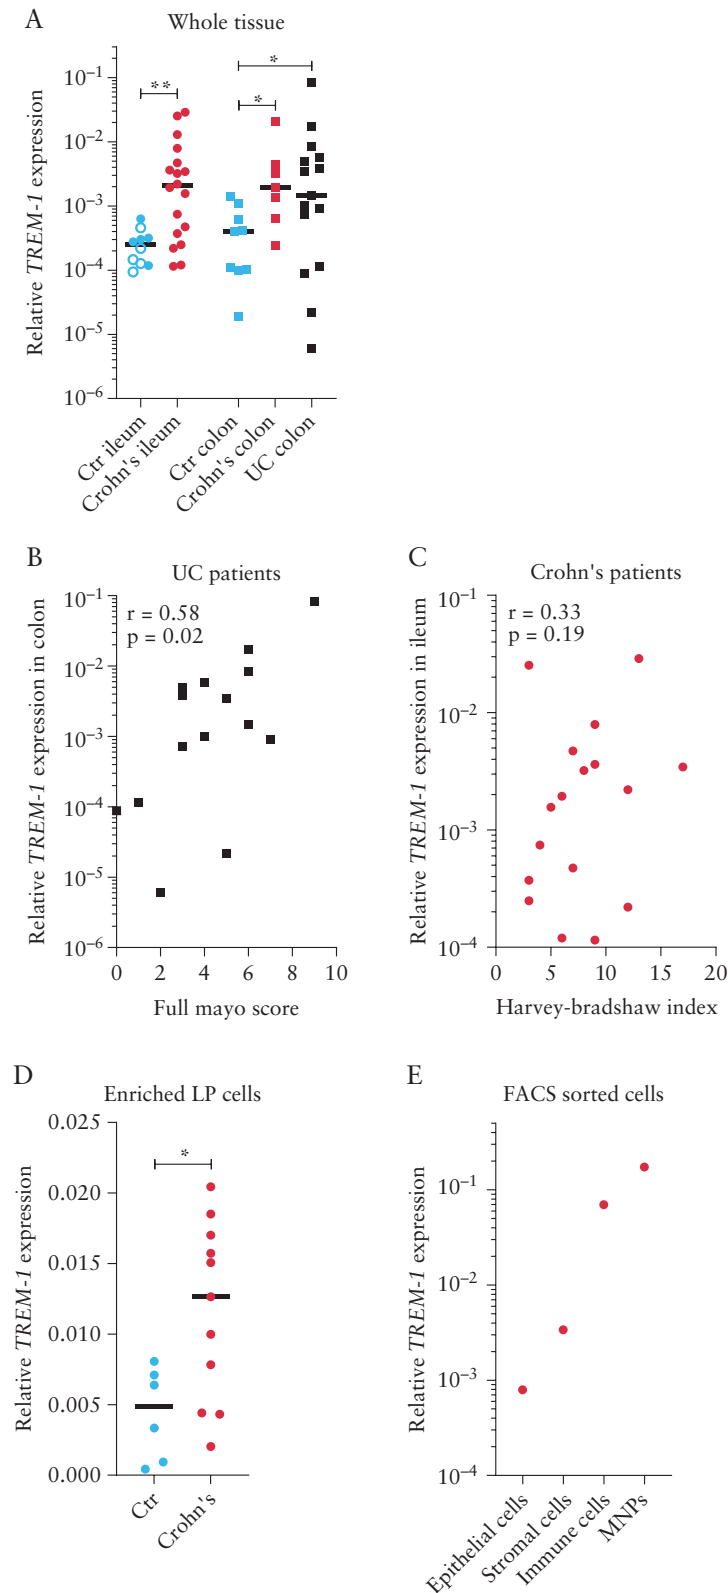 A
Whole tissue
Relative TREM-1 expression
10⁻¹
10⁻²
10⁻³
10⁻⁴
10⁻⁵
10⁻⁶
**
*
*
Ctr ileum
Crohn's ileum
Ctr colon
Crohn's colon
UC colon
B
UC patients
r = 0.58
p = 0.02
Relative TREM-1 expression in colon
10⁻¹
10⁻²
10⁻³
10⁻⁴
10⁻⁵
10⁻⁶
0 2 4 6 8 10
Full mayo score
C
Crohn's patients
r = 0.33
p = 0.19
Relative TREM-1 expression in ileum
10⁻¹
10⁻²
10⁻³
10⁻⁴
0 5 10 15 20
Harvey-bradshaw index
D
Enriched LP cells
Relative TREM-1 expression
0.025
0.020
0.015
0.010
0.005
0.000
*
Ctr
Crohn's
E
FACS sorted cells
Relative TREM-1 expression
10⁻¹
10⁻²
10⁻³
10⁻⁴
Epithelial cells
Stromal cells
Immune cells
MNPs